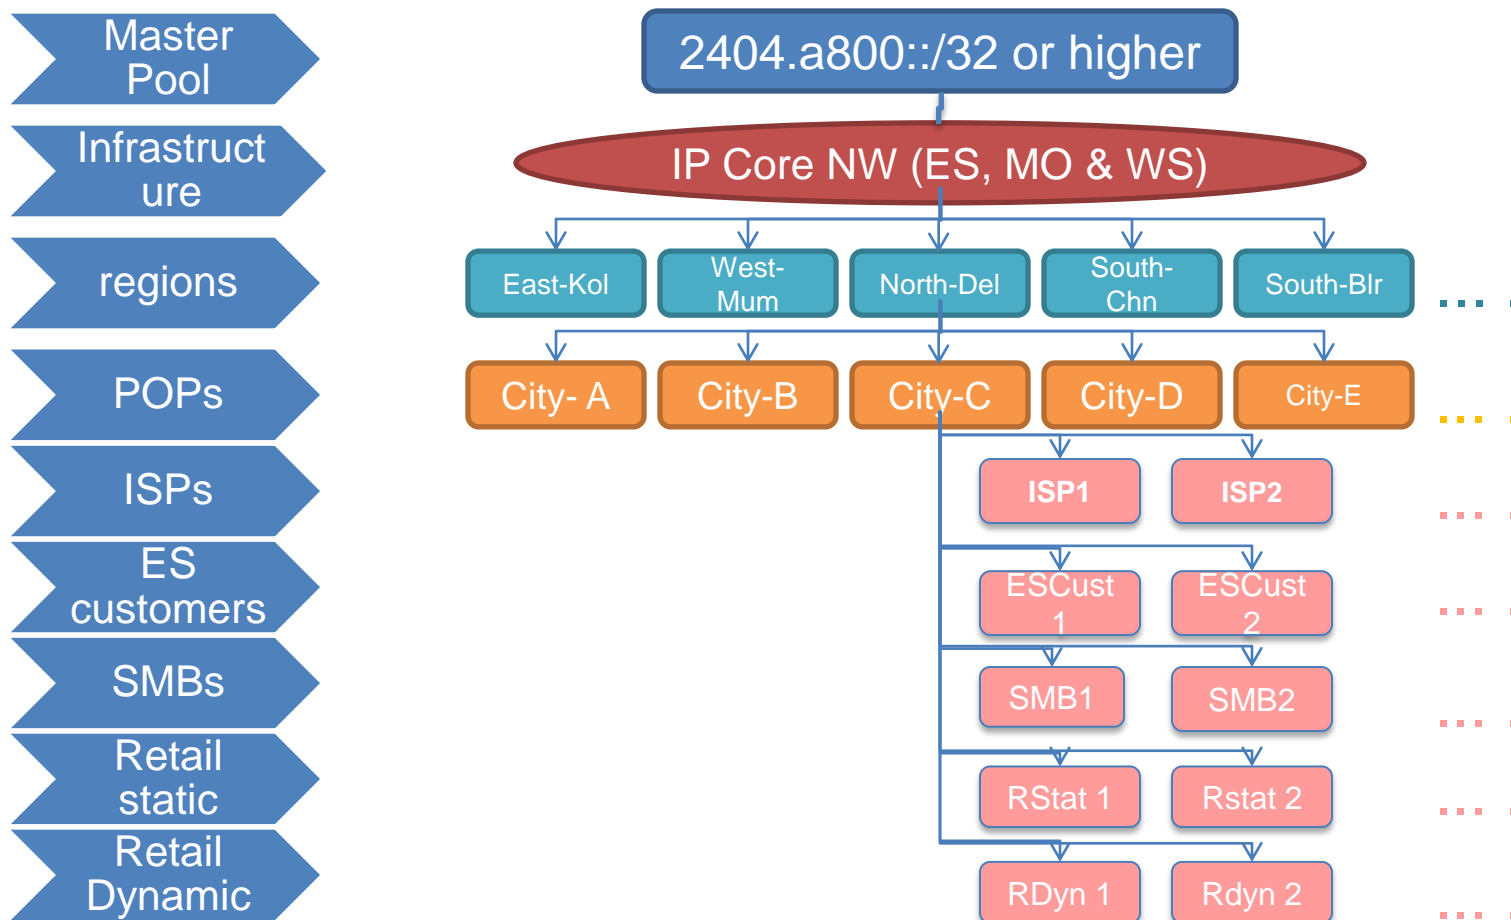 Master
Pool
2404.a800::/32 or higher
Infrastruct
ure
IP Core NW (ES, MO & WS)
regions
East-Kol
West-
Mum
North-Del
South-
Chn
South-Blr
POPs
City- A
City-B
City-C
City-D
City-E
ISPs
ISP1
ISP2
ES
customers
ESCust
1
ESCust
2
SMBs
SMB1
SMB2
Retail
static
RStat 1
Rstat 2
Retail
Dynamic
RDyn 1
Rdyn 2